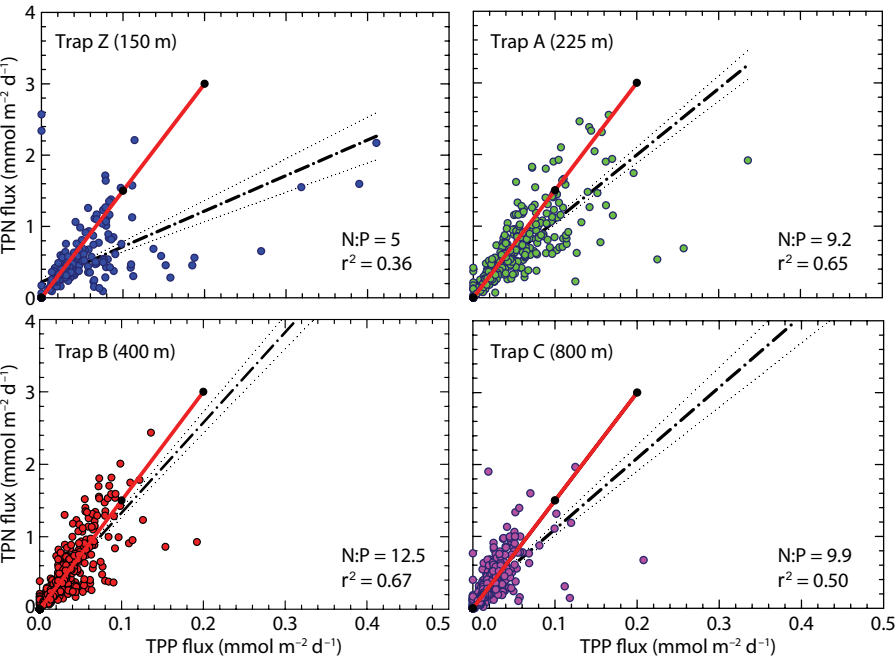 4
3
2
1
0
TPN flux (mmol m⁻² d⁻¹)
Trap Z (150 m)
N:P = 5
r² = 0.36
Trap A (225 m)
N:P = 9.2
r² = 0.65
4
3
2
1
0
TPN flux (mmol m⁻² d⁻¹)
Trap B (400 m)
N:P = 12.5
r² = 0.67
Trap C (800 m)
N:P = 9.9
r² = 0.50
0.0 0.1 0.2 0.3 0.4
0.0 0.1 0.2 0.3 0.4 0.5
TPP flux (mmol m⁻² d⁻¹)
TPP flux (mmol m⁻² d⁻¹)